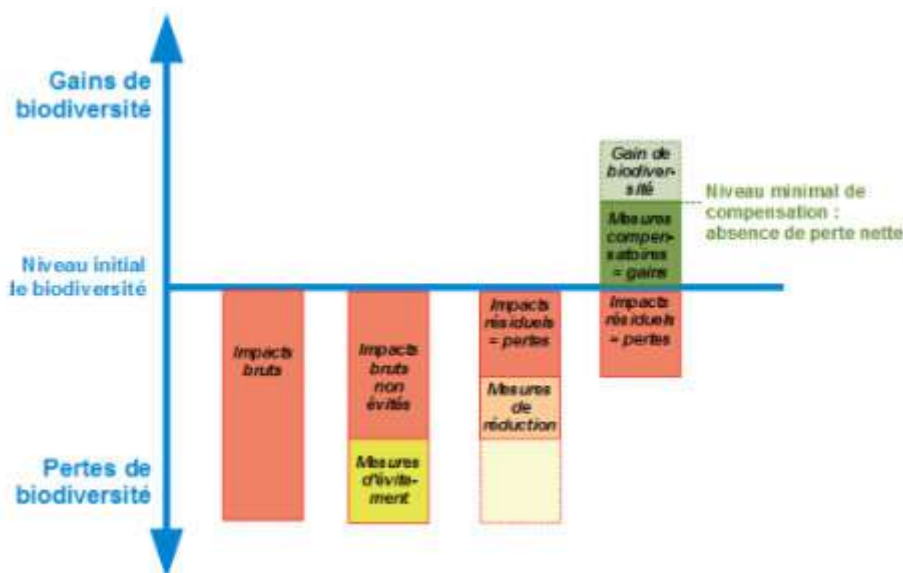 Gains de
biodiversité
Niveau initial
de biodiversité
Pertes de
biodiversité
Impacts
bruts
Impacts
bruts
non
évités
Mesures
d'évite-
ment
Impacts
résiduels
= pertes
Mesures
de
réduction
Gain de
biodiver-
sité
Mesures
compen-
satoires
= gains
Impacts
résiduels
= pertes
Niveau minimal de
compensation :
absence de perte nette